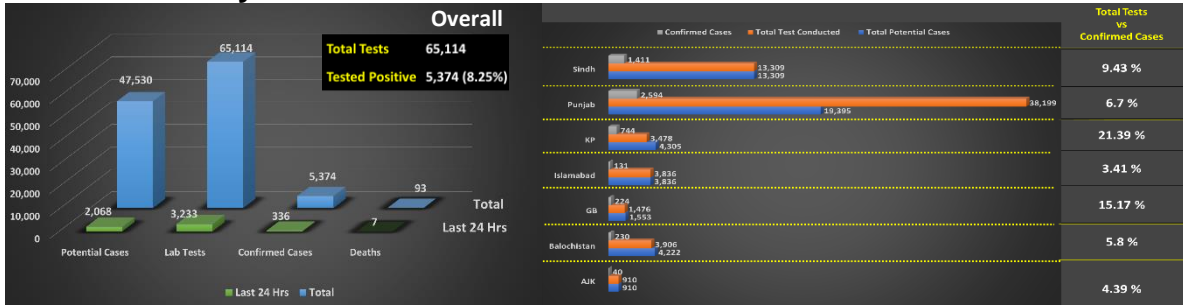 Overall
Total Tests 65,114
Tested Positive 5,374 (8.25%)
70,000
60,000
50,000
40,000
30,000
20,000
10,000
0
47,530
65,114
5,374
93
2,068
3,233
336
7
Total
Last 24 Hrs
Potential Cases Lab Tests Confirmed Cases Deaths
Last 24 Hrs Total
Confirmed Cases Total Test Conducted Total Potential Cases
Sindh
1,411
13,309
13,309
Punjab
2,594
38,199
19,395
KP
744
3,478
4,305
Islamabad
131
3,836
3,836
GB
224
1,476
1,553
Balochistan
230
3,906
4,222
AJK
40
910
910
Total Tests
vs
Confirmed Cases
9.43 %
6.7 %
21.39 %
3.41 %
15.17 %
5.8 %
4.39 %